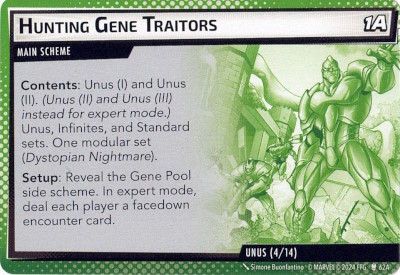 HUNTING GENE TRAITORS
1A
MAIN SCHEME
Contents: Unus (I) and Unus
(II). (Unus (II) and Unus (III)
instead for expert mode.)
Unus, Infinites, and Standard
sets. One modular set
(Dystopian Nightmare).
Setup: Reveal the Gene Pool
side scheme. In expert mode,
deal each player a facedown
encounter card.
UNUS (4/14)
Simone Buonfantino © MARVEL © 2024 FFG 62A